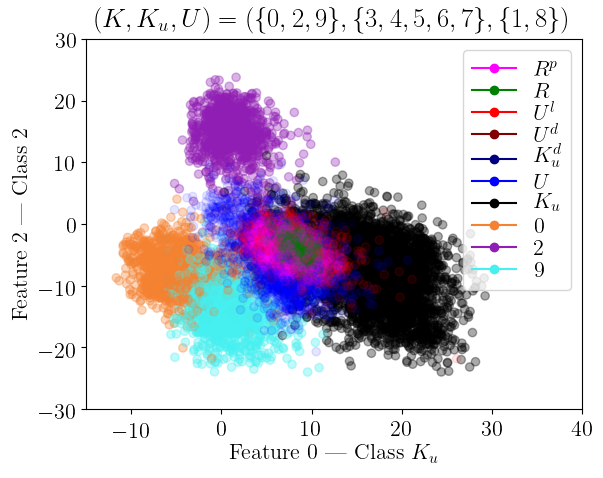 (K, K_u, U) = ({0, 2, 9}, {3, 4, 5, 6, 7}, {1, 8})
30
20
10
0
−10
−20
−30
Feature 2 — Class 2
R^p
R
U^l
U^d
K_u^d
U
K_u
0
2
9
−10 0 10 20 30 40
Feature 0 — Class K_u